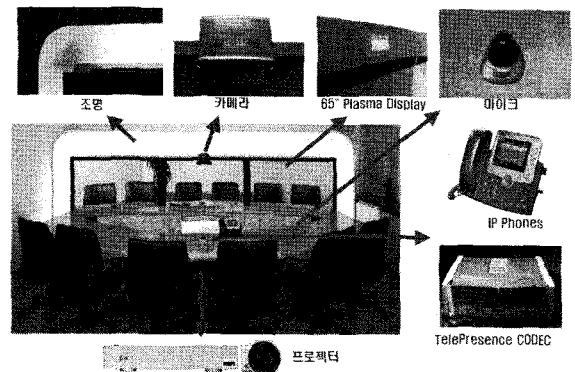 조명
카메라
65" Plasma Display
마이크
IP Phones
TelePresence CODEC
프로젝터